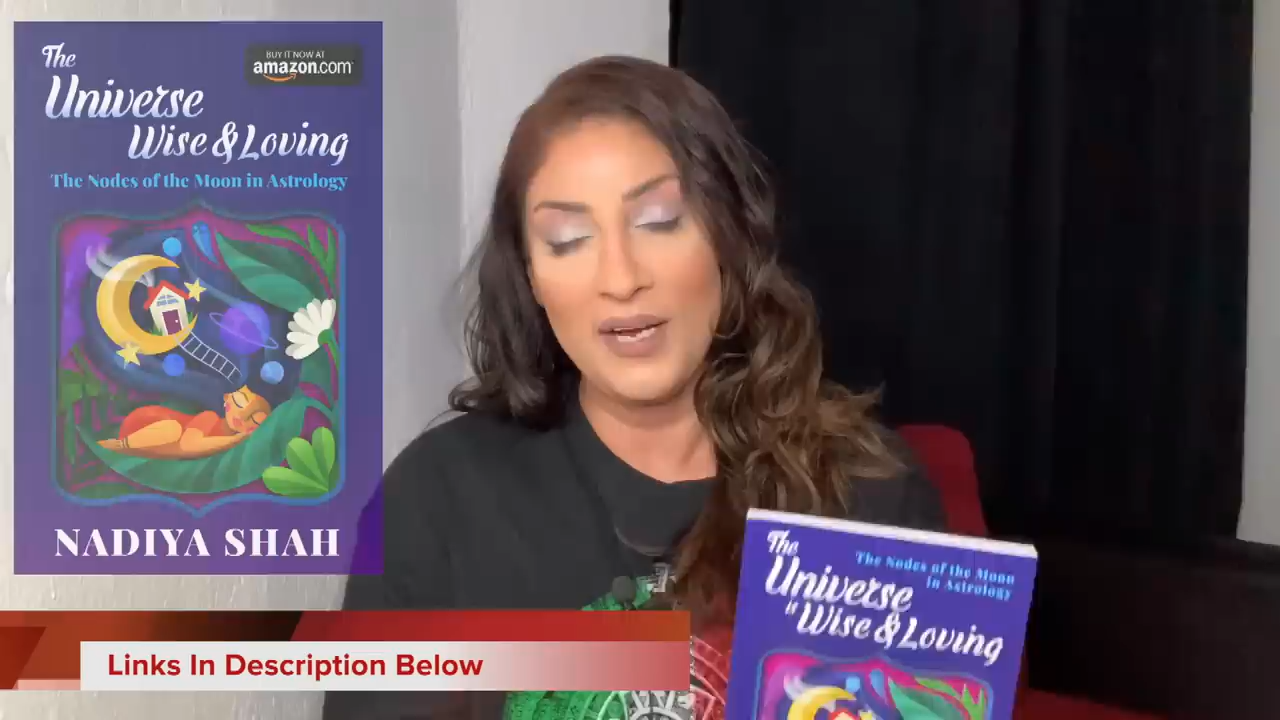 The
BUY IT NOW AT
amazon.com
Universe
Wise & Loving
The Nodes of the Moon in Astrology
NADIYA SHAH
Links In Description Below
The
The Nodes of the Moon
in Astrology
Universe
is Wise & Loving